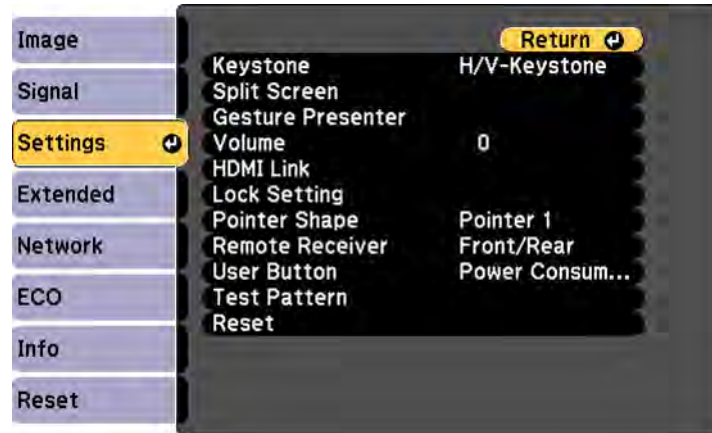 Image
Signal
Settings
Extended
Network
ECO
Info
Reset
Return
Keystone H/V-Keystone
Split Screen
Gesture Presenter
Volume 0
HDMI Link
Lock Setting
Pointer Shape Pointer 1
Remote Receiver Front/Rear
User Button Power Consum...
Test Pattern
Reset